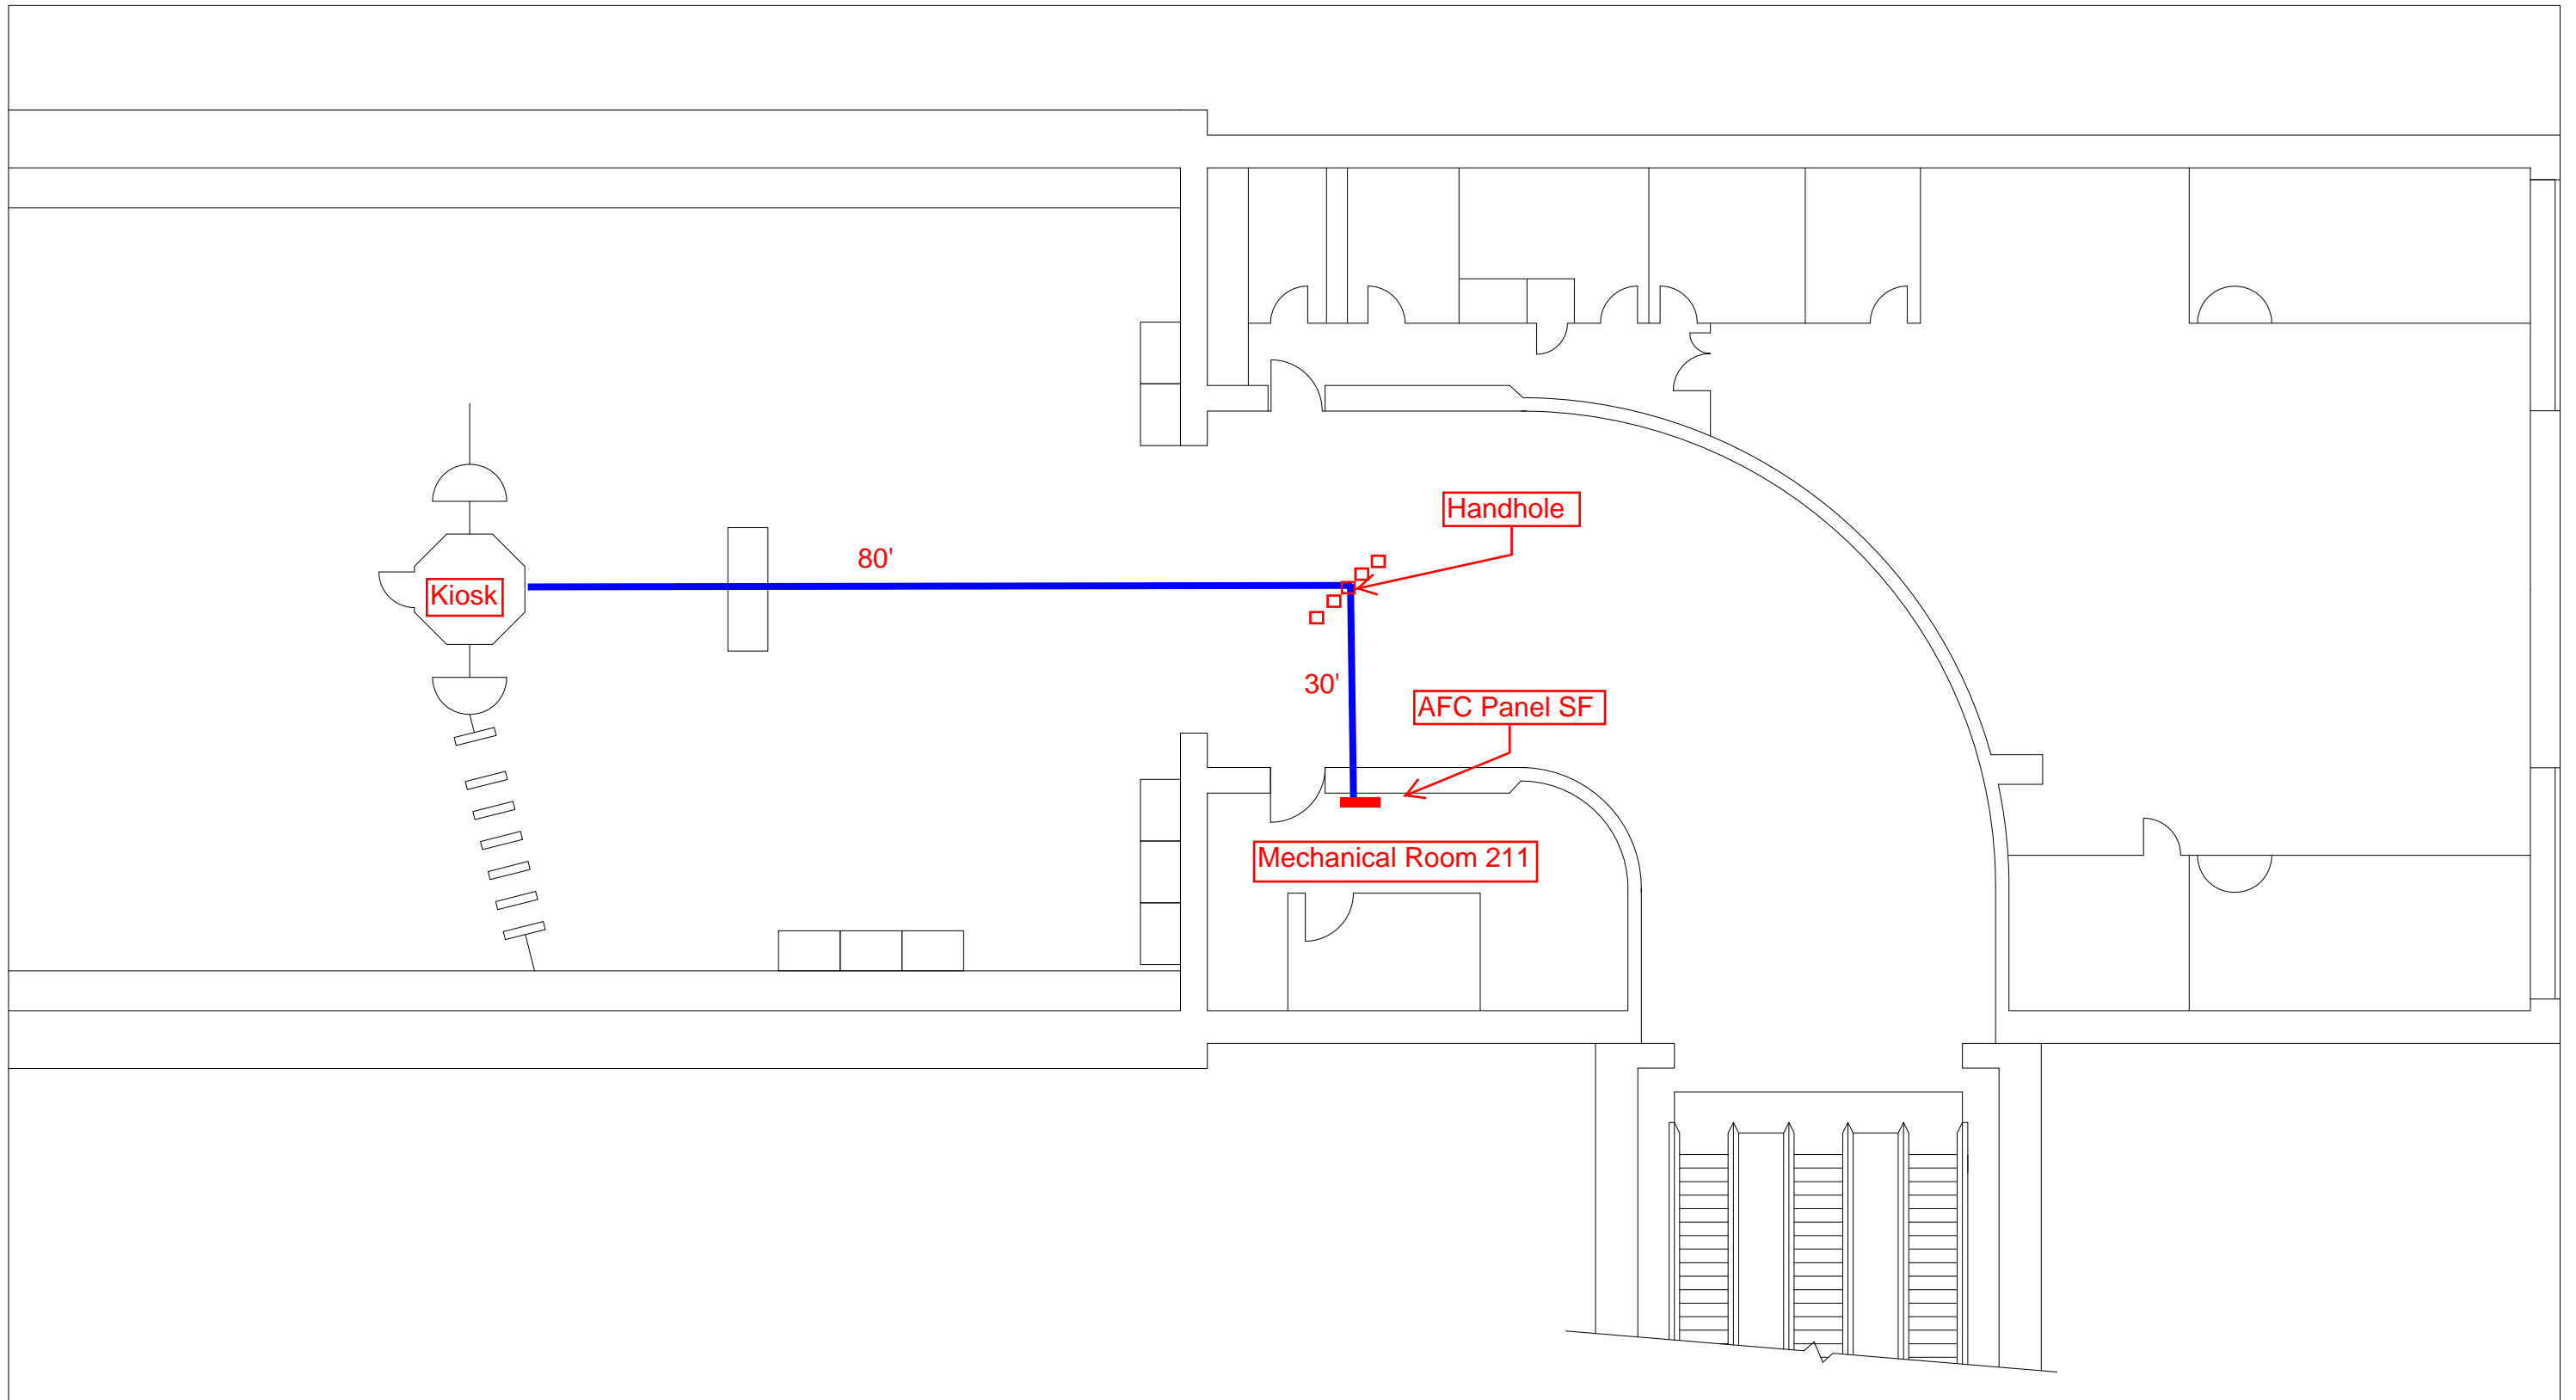 Handhole
80'
Kiosk
30'
AFC Panel SF
Mechanical Room 211